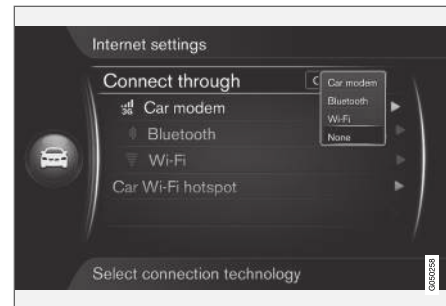 Internet settings
Connect through
Car modem
Bluetooth
Wi-Fi
None
3G
Car modem
Bluetooth
Wi-Fi
Car Wi-Fi hotspot
Select connection technology
G050258